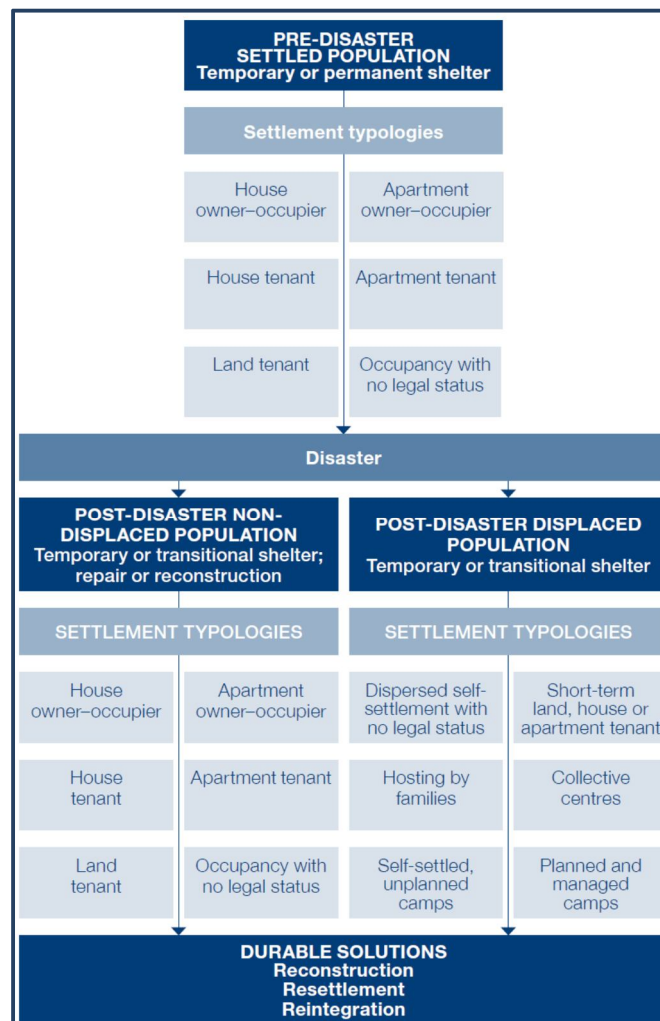 PRE-DISASTER
SETTLED POPULATION
Temporary or permanent shelter
Settlement typologies
House
owner–occupier
Apartment
owner–occupier
House tenant
Apartment tenant
Land tenant
Occupancy with
no legal status
Disaster
POST-DISASTER NON-
DISPLACED POPULATION
Temporary or transitional shelter;
repair or reconstruction
POST-DISASTER DISPLACED
POPULATION
Temporary or transitional shelter
SETTLEMENT TYPOLOGIES
SETTLEMENT TYPOLOGIES
House
owner–occupier
Apartment
owner–occupier
Dispersed self-
settlement with
no legal status
Short-term
land, house or
apartment tenant
House
tenant
Apartment tenant
Hosting by
families
Collective
centres
Land
tenant
Occupancy with
no legal status
Self-settled,
unplanned
camps
Planned and
managed
camps
DURABLE SOLUTIONS
Reconstruction
Resettlement
Reintegration